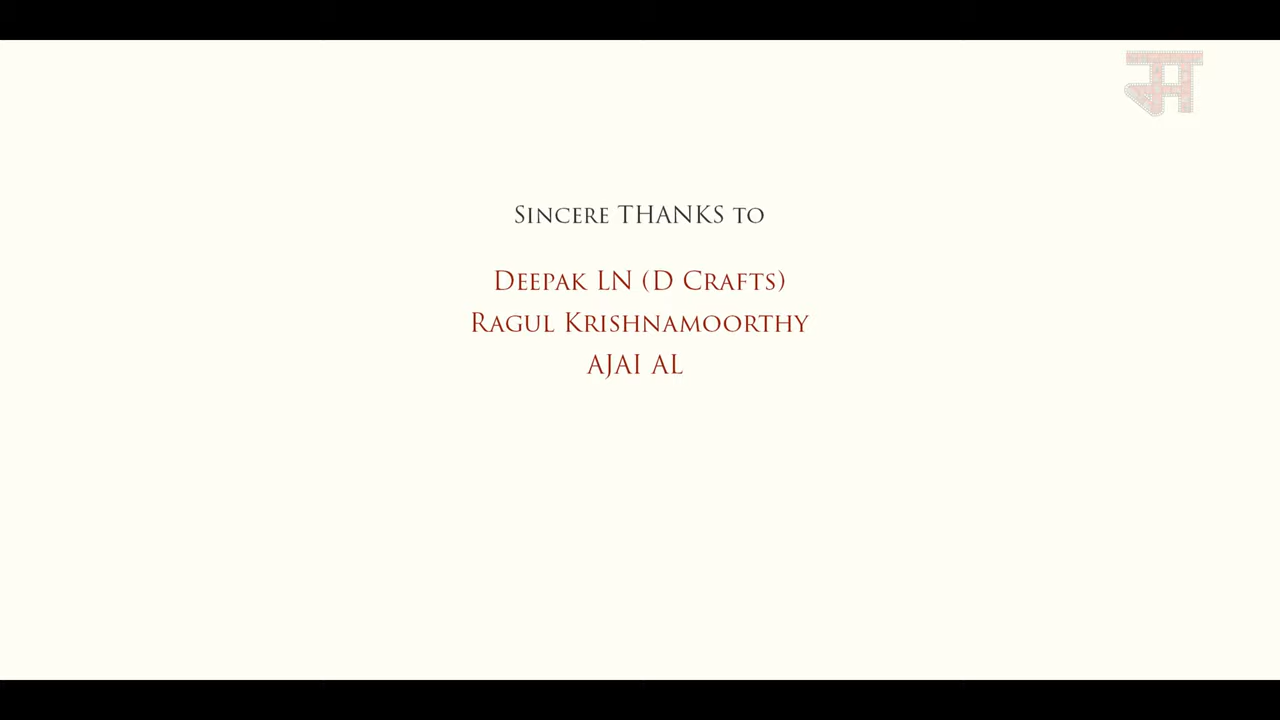 स
Sincere THANKS to
Deepak LN (D Crafts)
Ragul Krishnamoorthy
AJAI AL